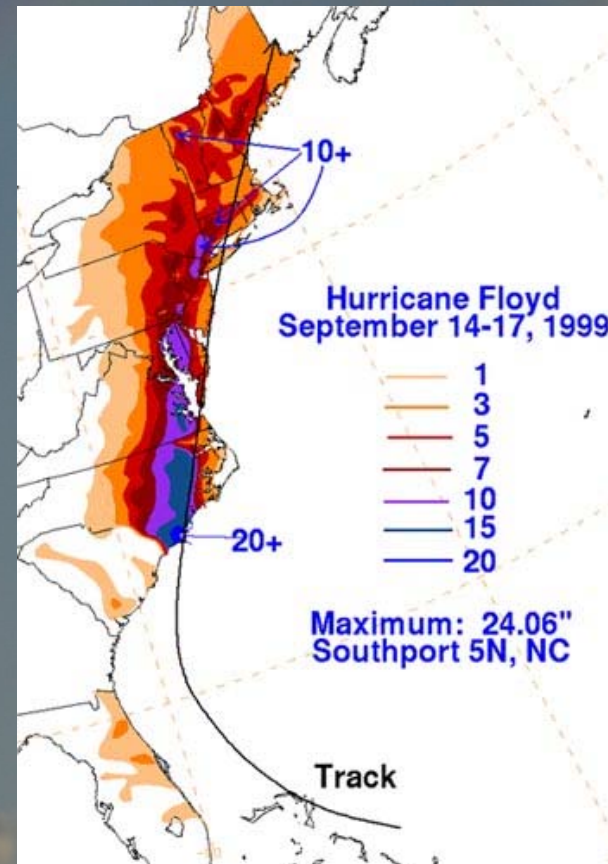 10+
Hurricane Floyd
September 14-17, 1999
1
3
5
7
10
15
20
20+
Maximum: 24.06"
Southport 5N, NC
Track